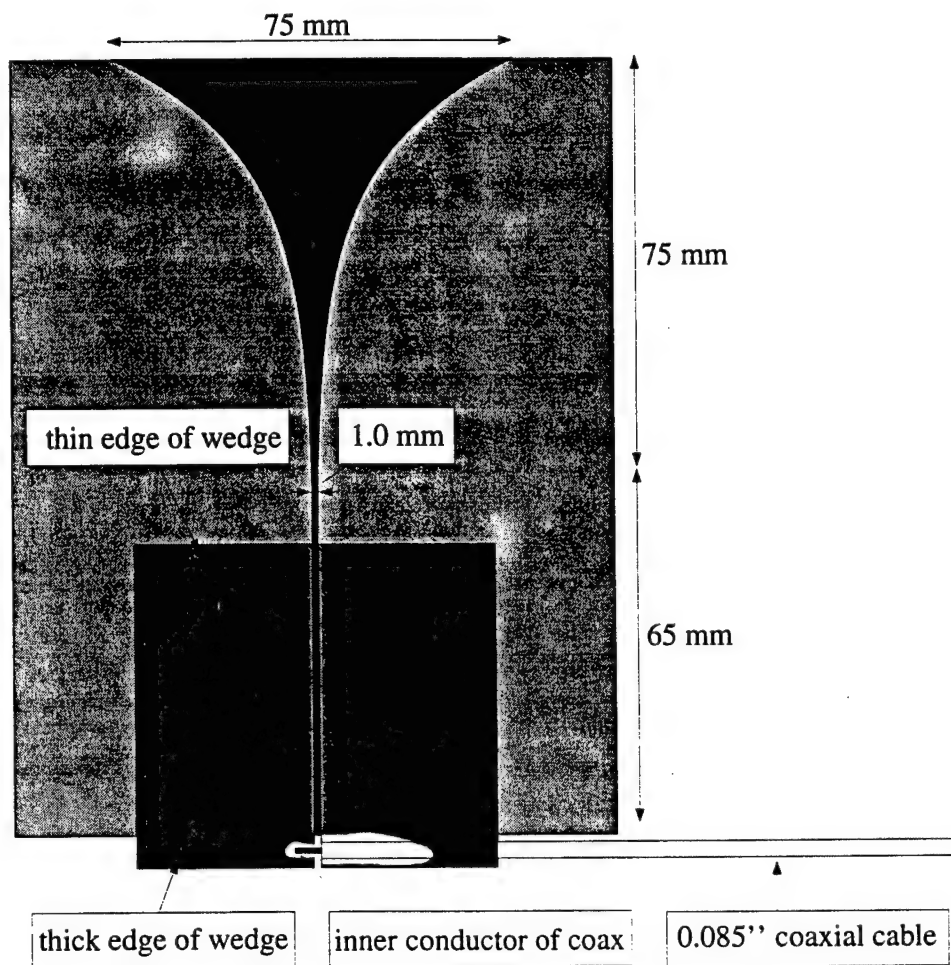 75 mm
75 mm
thin edge of wedge
1.0 mm
65 mm
thick edge of wedge
inner conductor of coax
0.085’’ coaxial cable